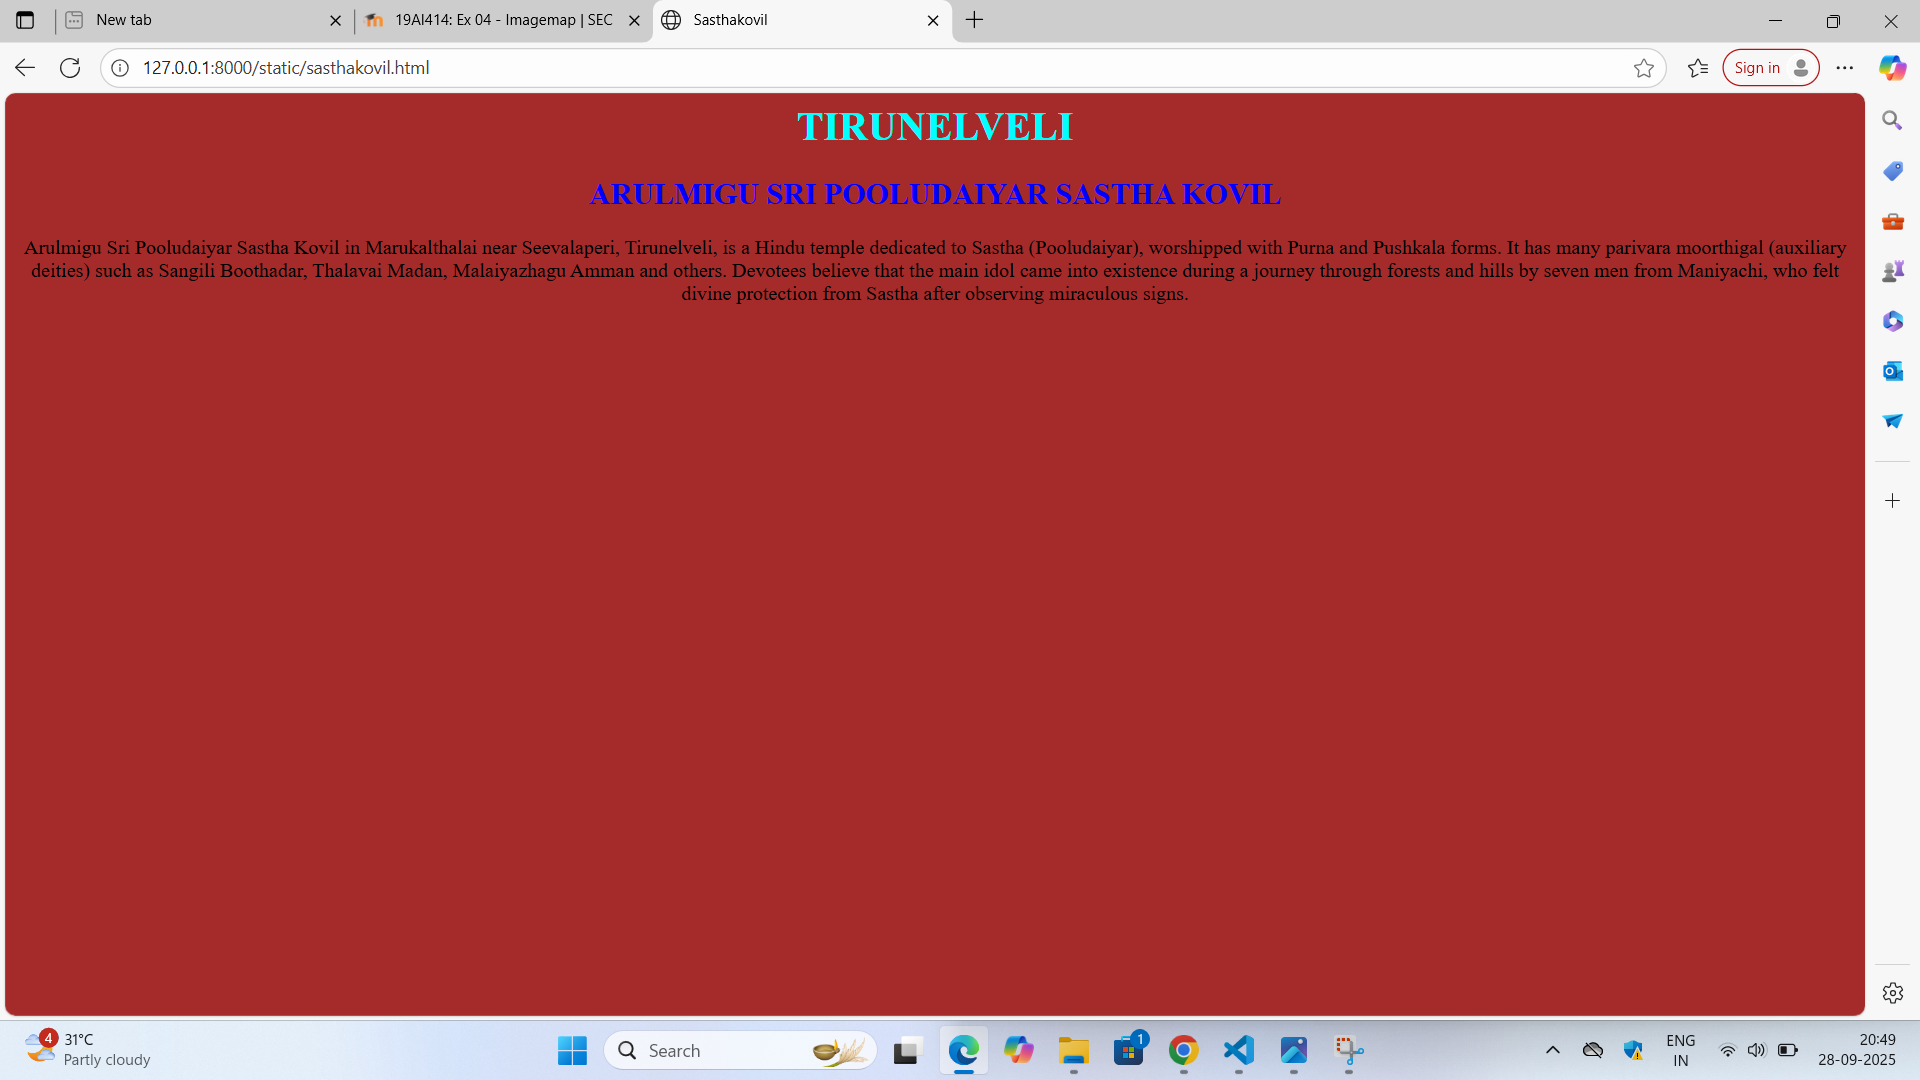 New tab
19AI414: Ex 04 - Imagemap | SEC
Sasthakovil
127.0.0.1:8000/static/sasthakovil.html
Sign in
TIRUNELVELI
ARULMIGU SRI POOLUDAIYAR SASTHA KOVIL
Arulmigu Sri Pooludaiyar Sastha Kovil in Marukalthalai near Seevalaperi, Tirunelveli, is a Hindu temple dedicated to Sastha (Pooludaiyar), worshipped with Purna and Pushkala forms. It has many parivara moorthigal (auxiliary
deities) such as Sangili Boothadar, Thalavai Madan, Malaiyazhagu Amman and others. Devotees believe that the main idol came into existence during a journey through forests and hills by seven men from Maniyachi, who felt
divine protection from Sastha after observing miraculous signs.
4
31°C
Partly cloudy
Search
1
ENG
IN
20:49
28-09-2025